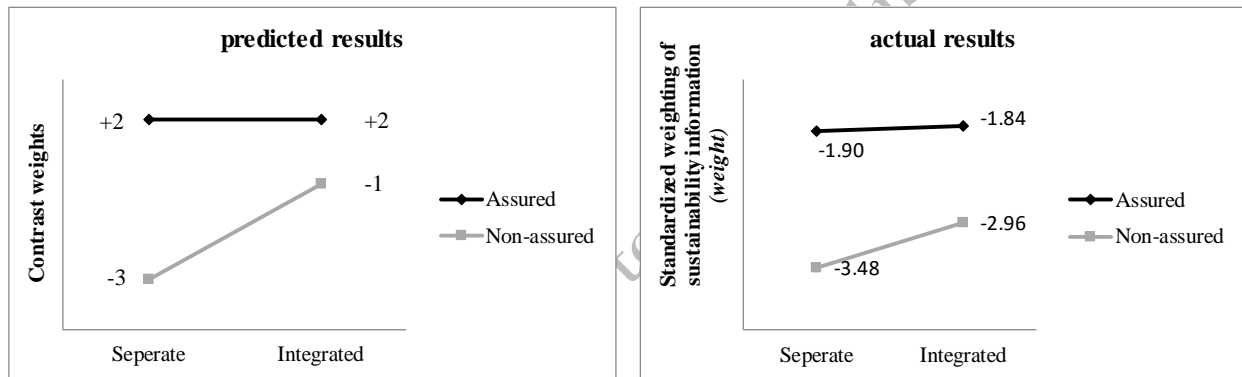 predicted results
Contrast weights
+2
+2
-1
-3
Assured
Non-assured
Seperate
Integrated
actual results
Standardized weighting of
sustainability information
(weight)
-1.90
-1.84
-2.96
-3.48
Assured
Non-assured
Seperate
Integrated